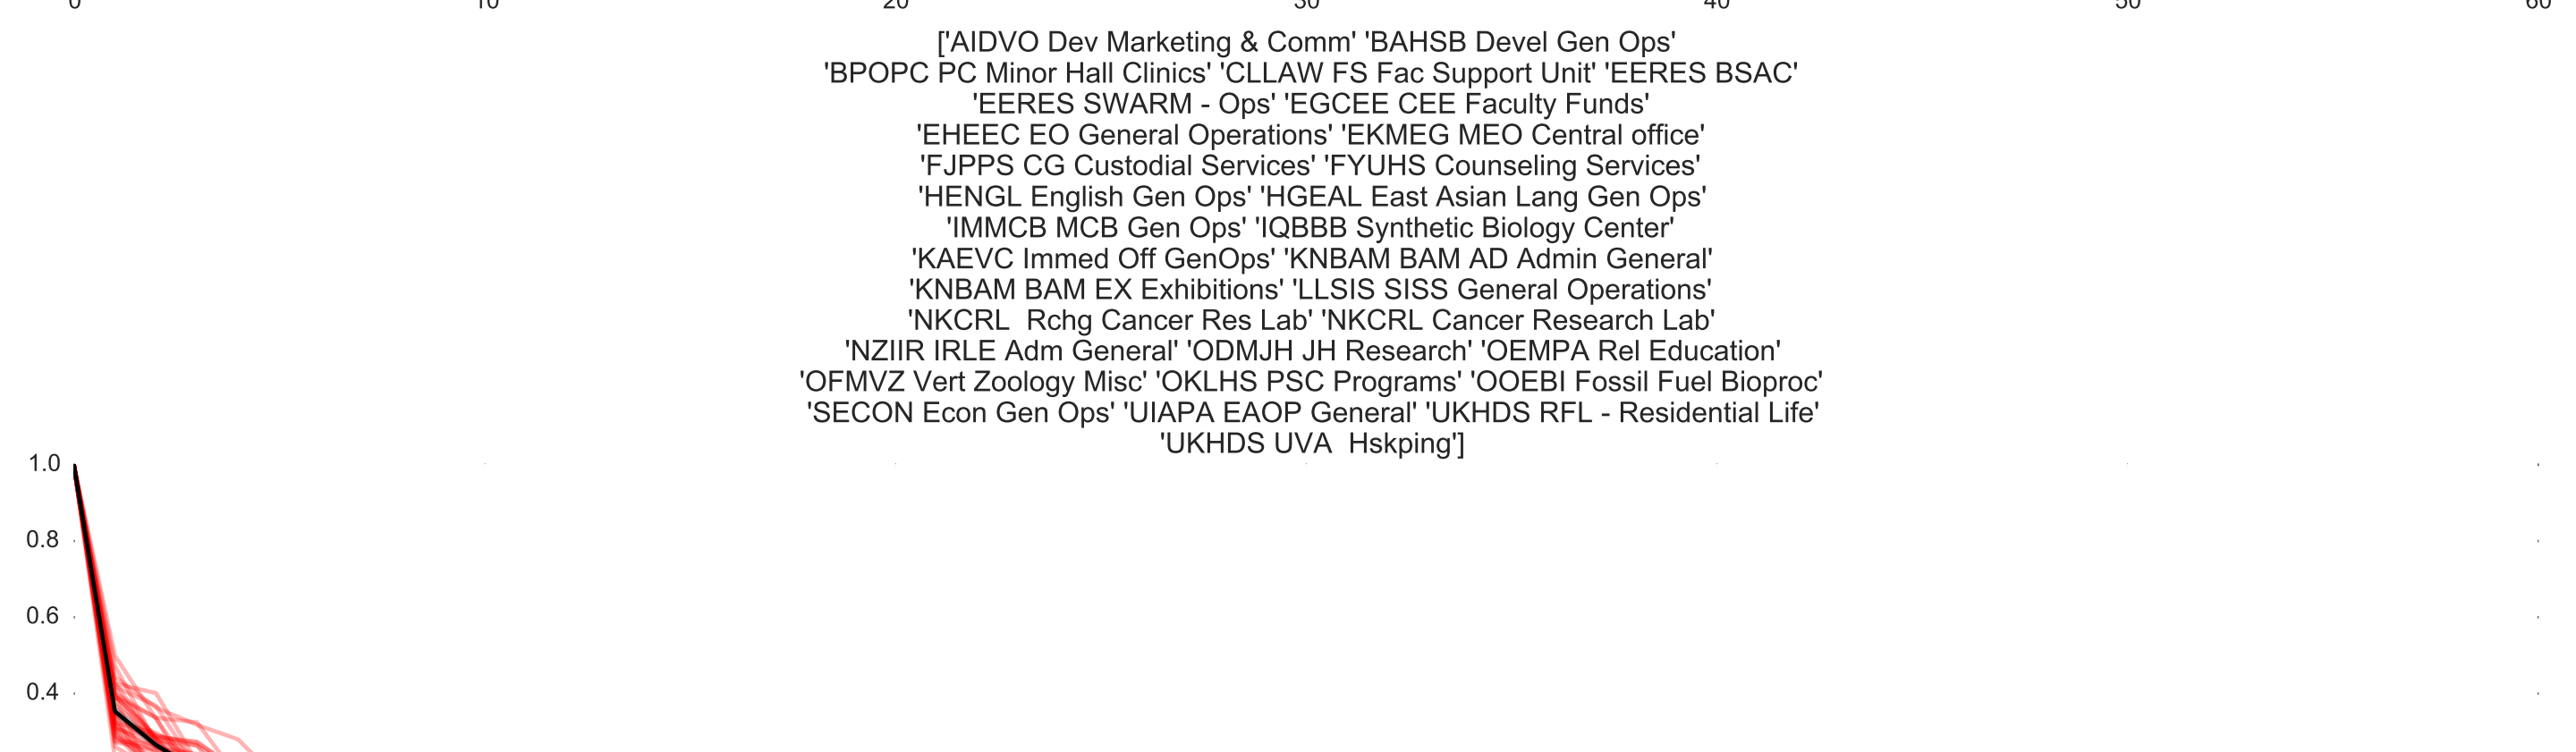 0 10 20 30 40 50 60
['AIDVO Dev Marketing & Comm' 'BAHSB Devel Gen Ops'
'BPOPC PC Minor Hall Clinics' 'CLLAW FS Fac Support Unit' 'EERES BSAC'
'EERES SWARM - Ops' 'EGCEE CEE Faculty Funds'
'EHEEC EO General Operations' 'EKMEG MEO Central office'
'FJPPS CG Custodial Services' 'FYUHS Counseling Services'
'HENGL English Gen Ops' 'HGEAL East Asian Lang Gen Ops'
'IMMCB MCB Gen Ops' 'IQBBB Synthetic Biology Center'
'KAEVC Immed Off GenOps' 'KNBAM BAM AD Admin General'
'KNBAM BAM EX Exhibitions' 'LLSIS SISS General Operations'
'NKCRL  Rchg Cancer Res Lab' 'NKCRL Cancer Research Lab'
'NZIIR IRLE Adm General' 'ODMJH JH Research' 'OEMPA Rel Education'
'OFMVZ Vert Zoology Misc' 'OKLHS PSC Programs' 'OOEBI Fossil Fuel Bioproc'
'SECON Econ Gen Ops' 'UIAPA EAOP General' 'UKHDS RFL - Residential Life'
'UKHDS UVA  Hskping']
1.0
0.8
0.6
0.4